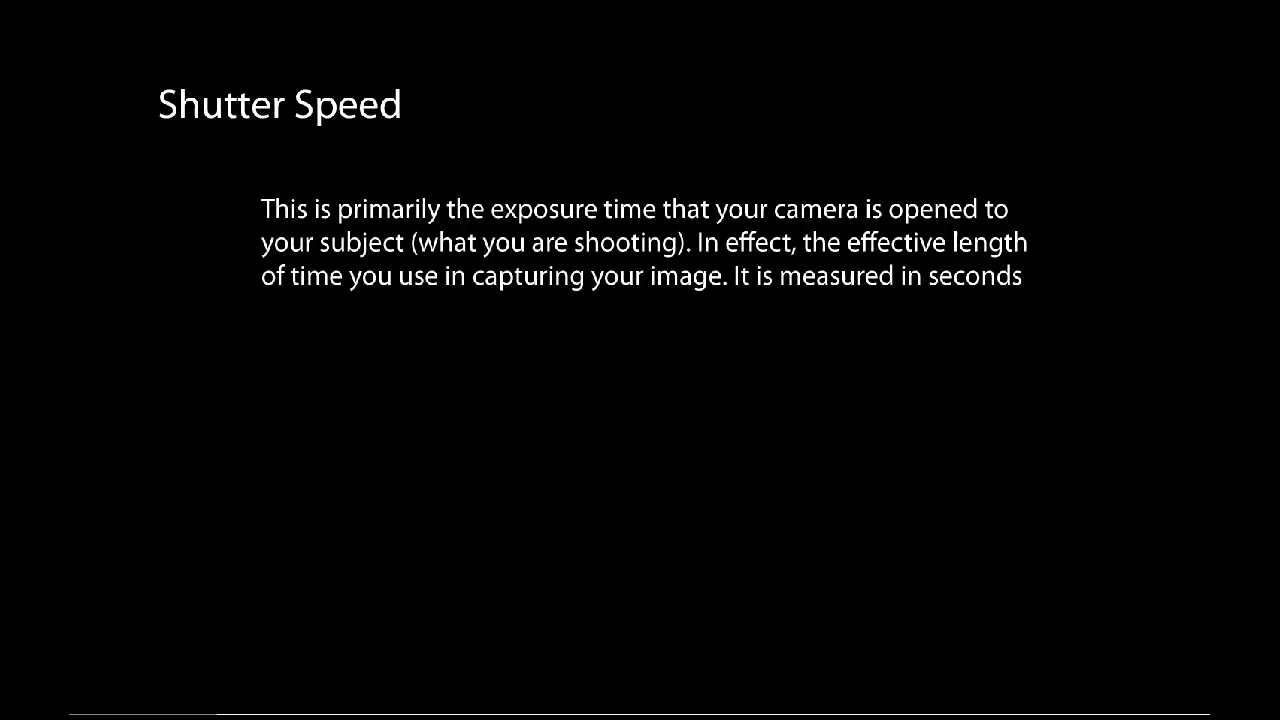 Shutter Speed
This is primarily the exposure time that your camera is opened to
your subject (what you are shooting). In effect, the effective length
of time you use in capturing your image. It is measured in seconds